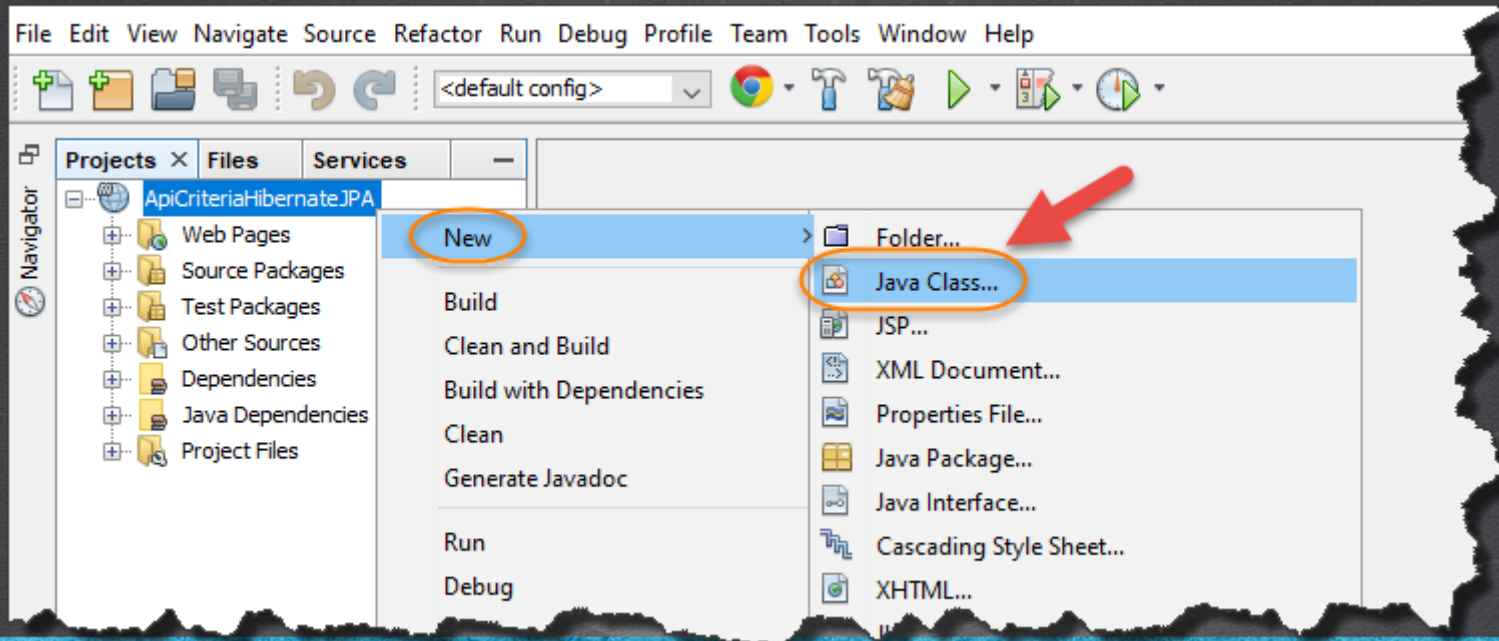 File Edit View Navigate Source Refactor Run Debug Profile Team Tools Window Help
<default config>
Projects Files Services
Navigator
ApiCriteriaHibernateJPA
Web Pages
Source Packages
Test Packages
Other Sources
Dependencies
Java Dependencies
Project Files
New
Build
Clean and Build
Build with Dependencies
Clean
Generate Javadoc
Run
Debug
Folder...
Java Class...
JSP...
XML Document...
Properties File...
Java Package...
Java Interface...
Cascading Style Sheet...
XHTML...